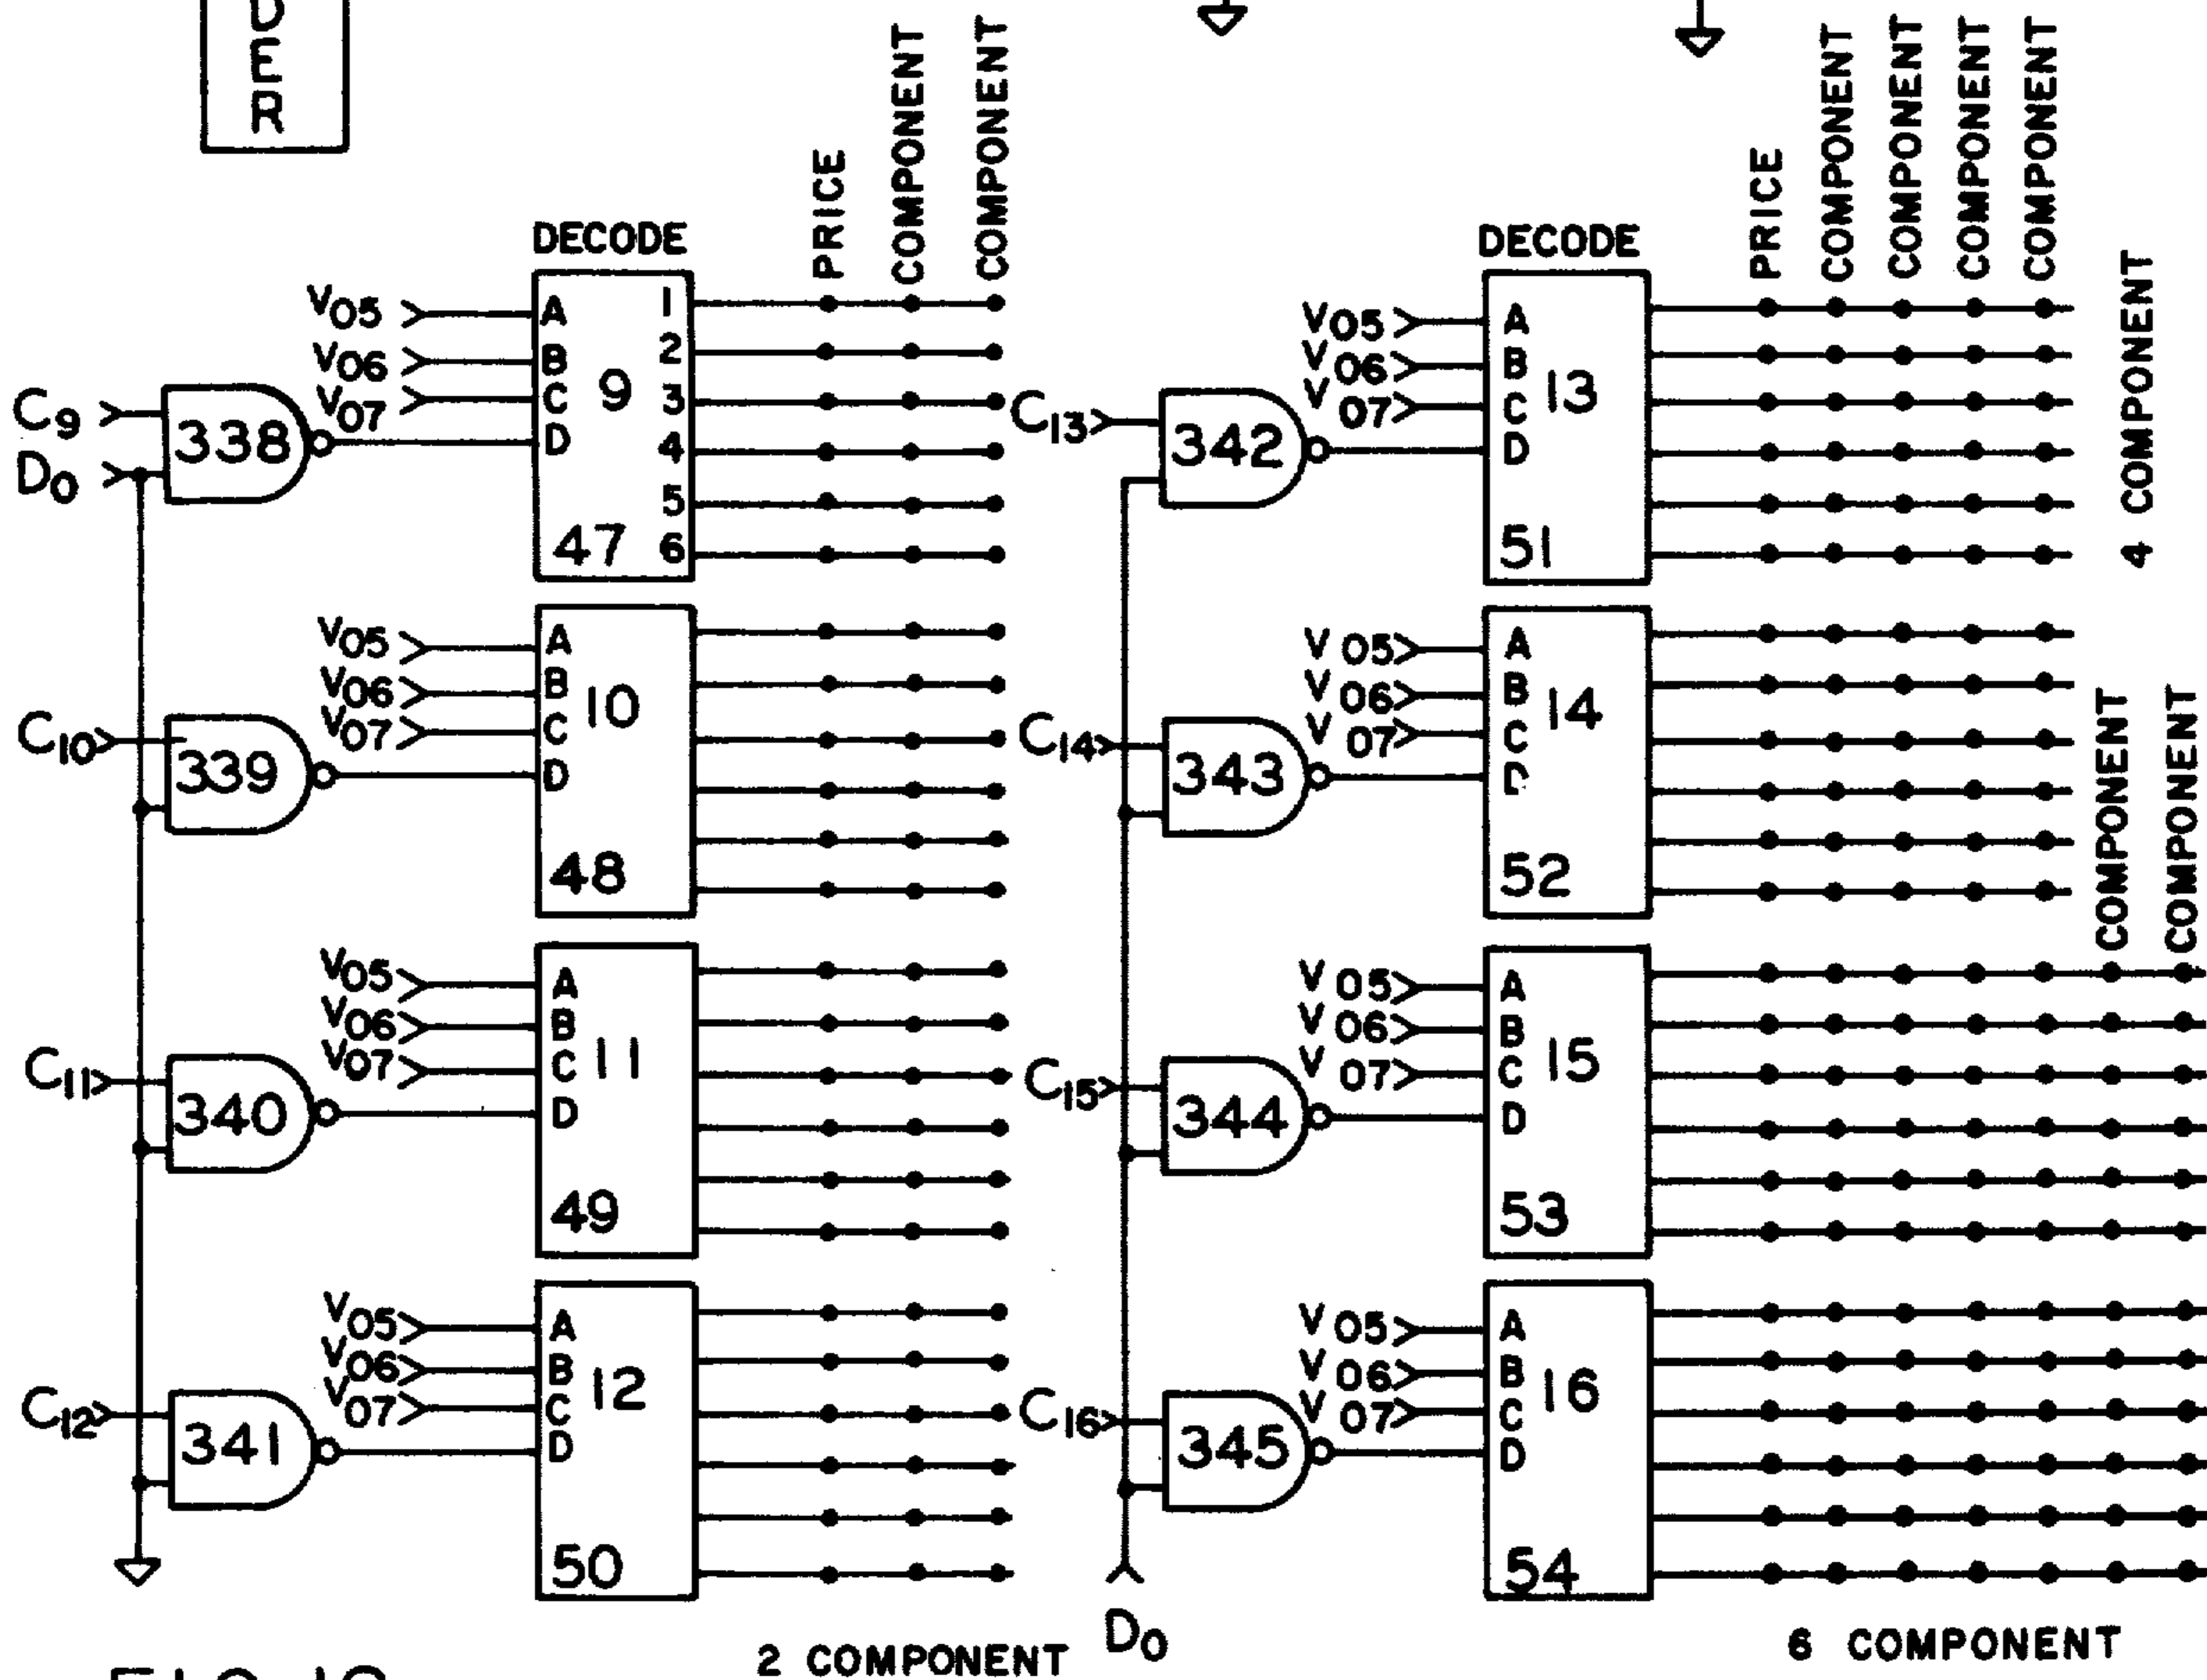 D
E
R
DECODE
PRICE
COMPONENT
COMPONENT
C9
D0
338
V05
V06
V07
A
B
C
D
9
47
1
2
3
4
5
6
C10
339
V05
V06
V07
A
B
C
D
10
48
C11
340
V05
V06
V07
A
B
C
D
11
49
C12
341
V05
V06
V07
A
B
C
D
12
50
2 COMPONENT
DECODE
PRICE
COMPONENT
COMPONENT
COMPONENT
COMPONENT
4 COMPONENT
C13
342
V05
V06
V07
A
B
C
D
13
51
C14
343
V05
V06
V07
A
B
C
D
14
52
COMPONENT
COMPONENT
C15
344
V05
V06
V07
A
B
C
D
15
53
C16
345
V05
V06
V07
A
B
C
D
16
54
D0
6 COMPONENT